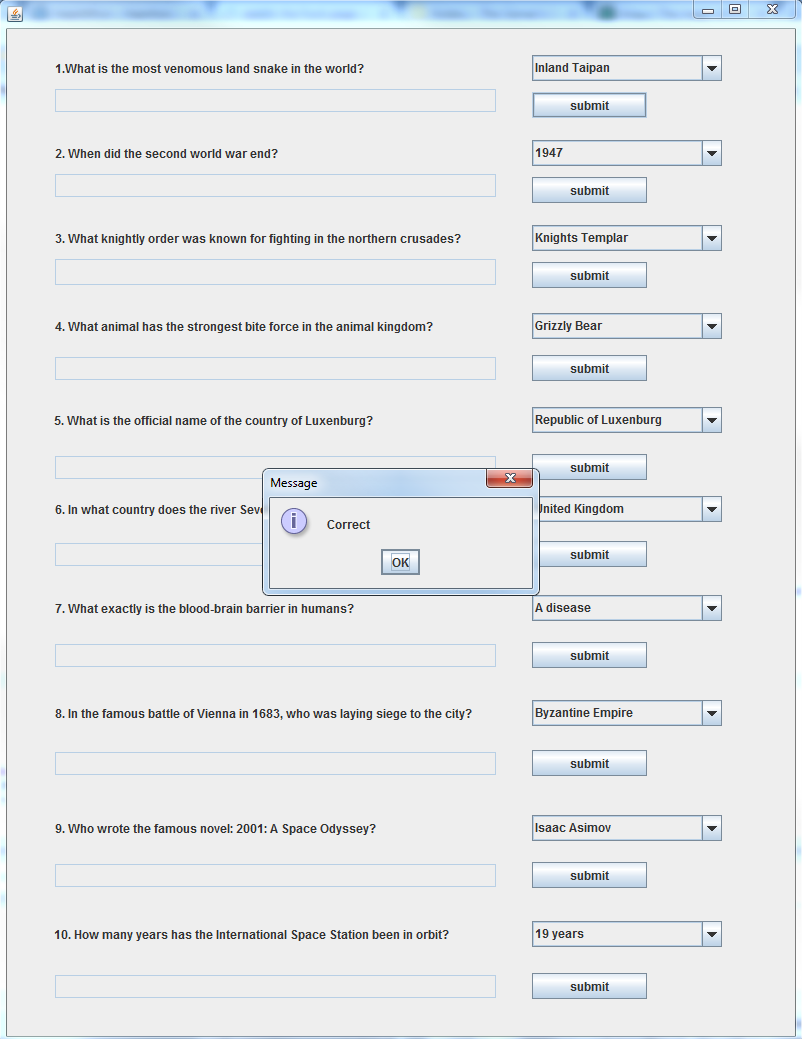 1.What is the most venomous land snake in the world?
Inland Taipan
submit
2. When did the second world war end?
1947
submit
3. What knightly order was known for fighting in the northern crusades?
Knights Templar
submit
4. What animal has the strongest bite force in the animal kingdom?
Grizzly Bear
submit
5. What is the official name of the country of Luxenburg?
Republic of Luxenburg
submit
Message
6. In what country does the river Seve
United Kingdom
Correct
OK
submit
7. What exactly is the blood-brain barrier in humans?
A disease
submit
8. In the famous battle of Vienna in 1683, who was laying siege to the city?
Byzantine Empire
submit
9. Who wrote the famous novel: 2001: A Space Odyssey?
Isaac Asimov
submit
10. How many years has the International Space Station been in orbit?
19 years
submit